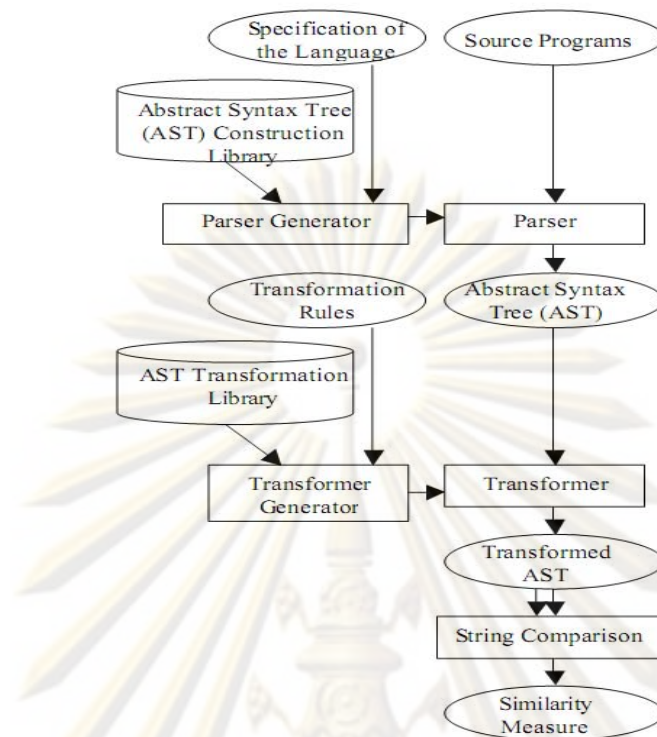 Specification of
the Language
Source Programs
Abstract Syntax Tree
(AST) Construction
Library
Parser Generator
Parser
Transformation
Rules
Abstract Syntax
Tree (AST)
AST Transformation
Library
Transformer
Generator
Transformer
Transformed
AST
String Comparison
Similarity
Measure